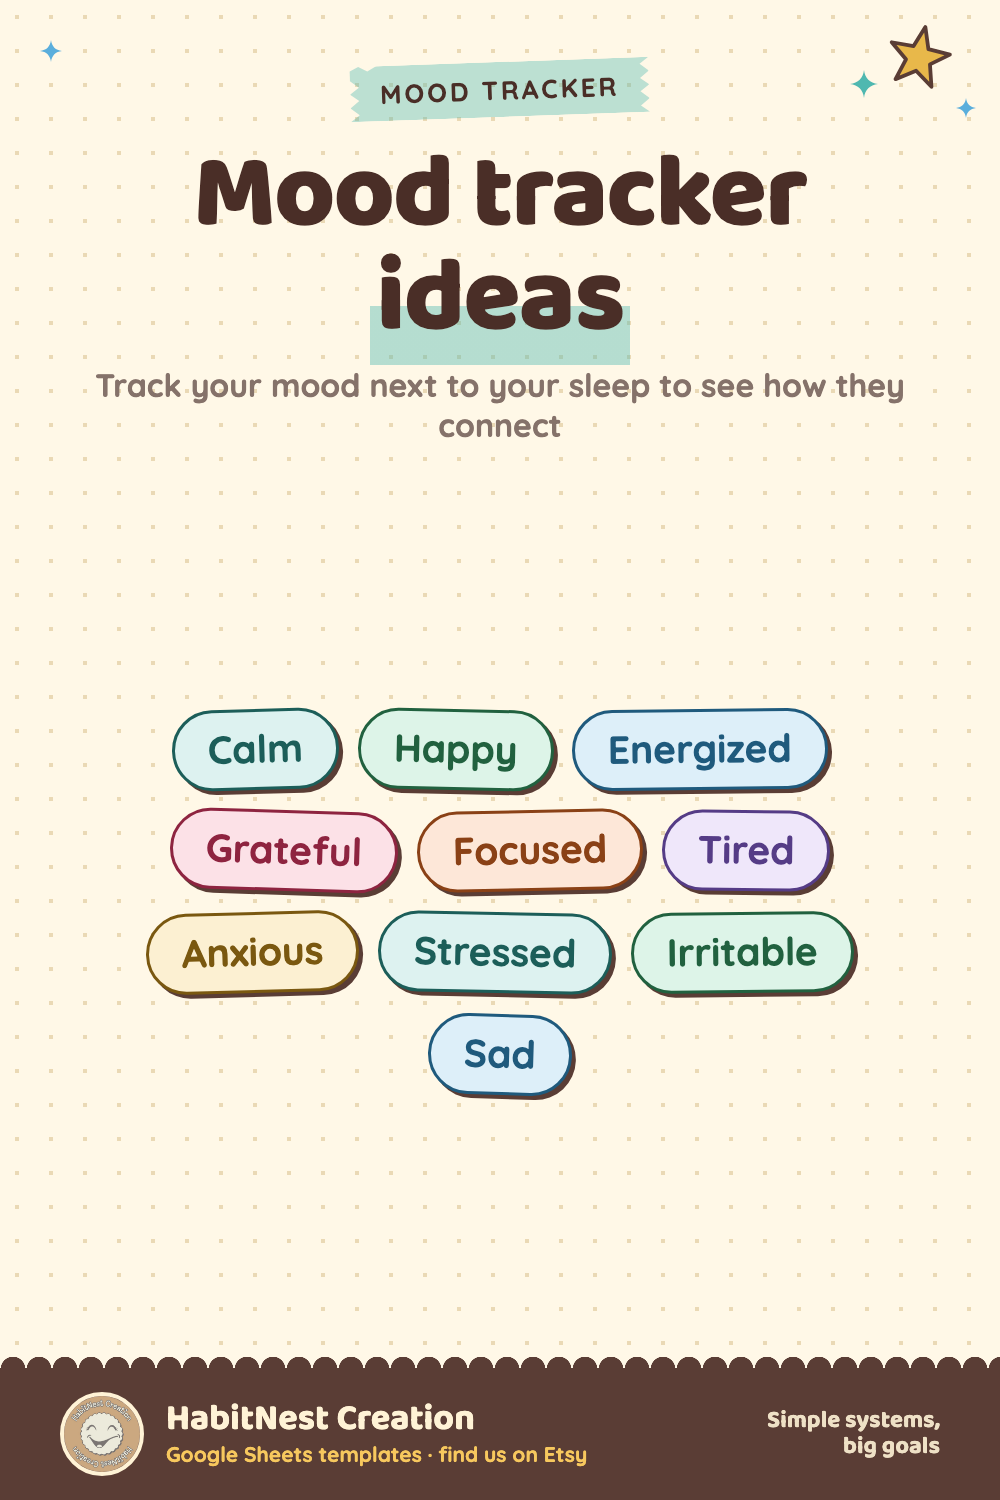 MOOD TRACKER
Mood tracker
ideas
Track your mood next to your sleep to see how they
connect
Calm Happy Energized
Grateful Focused Tired
Anxious Stressed Irritable
Sad
HabitNest Creation
HabitNest Creation
Google Sheets templates · find us on Etsy
Simple systems,
big goals